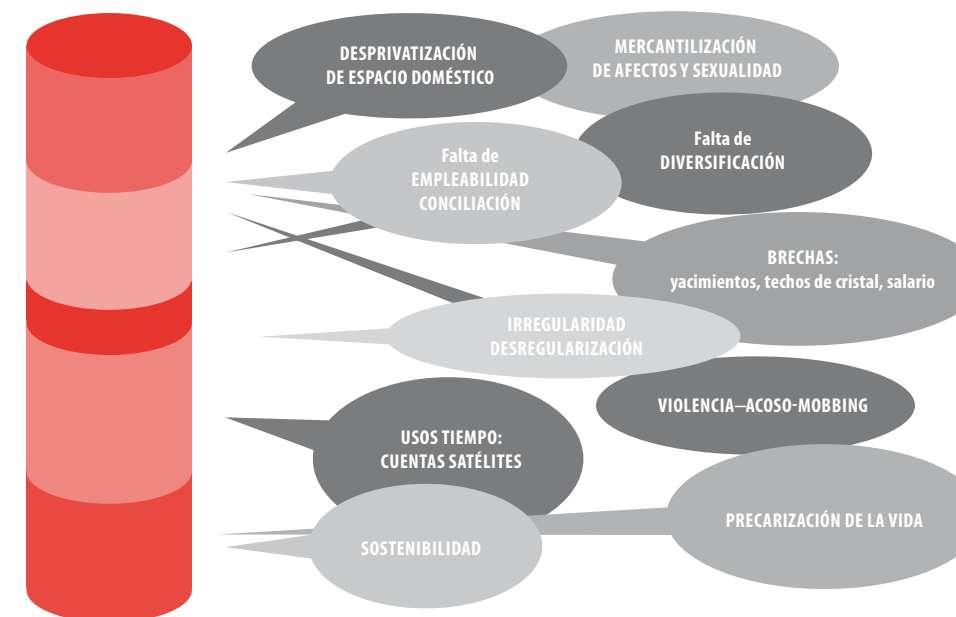 DESPRIVATIZACIÓN
DE ESPACIO DOMÉSTICO
MERCANTILIZACIÓN
DE AFECTOS Y SEXUALIDAD
Falta de
DIVERSIFICACIÓN
Falta de
EMPLEABILIDAD
CONCILIACIÓN
BRECHAS:
yacimientos, techos de cristal, salario
IRREGULARIDAD
DESREGULARIZACIÓN
VIOLENCIA–ACOSO-MOBBING
USOS TIEMPO:
CUENTAS SATÉLITES
PRECARIZACIÓN DE LA VIDA
SOSTENIBILIDAD